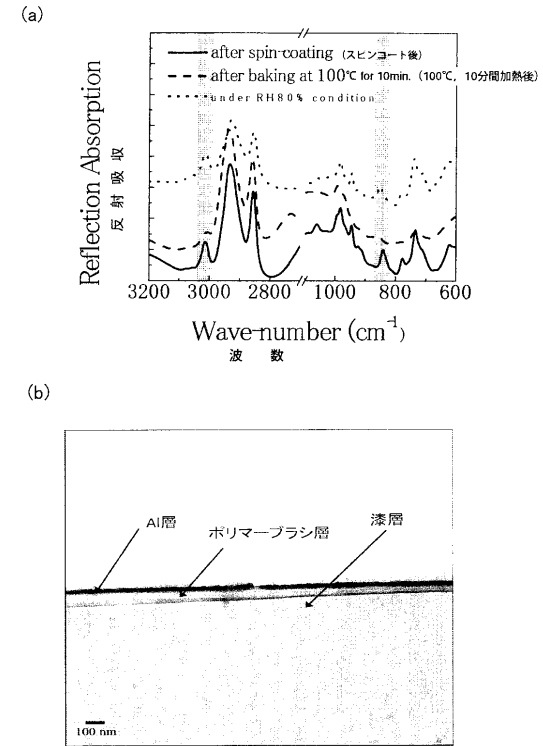 (a)
after spin-coating (スピンコート後)
after baking at 100℃ for 10min. (100℃, 10分間加熱後)
under RH80% condition
Reflection Absorption
反射吸収
3200 3000 2800 1000 800 600
Wave-number (cm⁻¹)
波 数
(b)
Al層
ポリマーブラシ層
漆層
100 nm